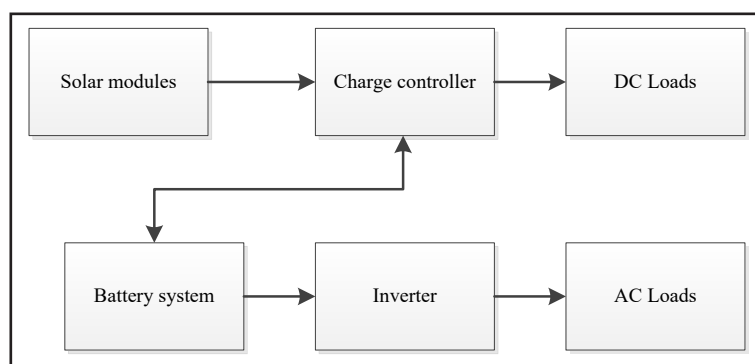 Solar modules
Charge controller
DC Loads
Battery system
Inverter
AC Loads